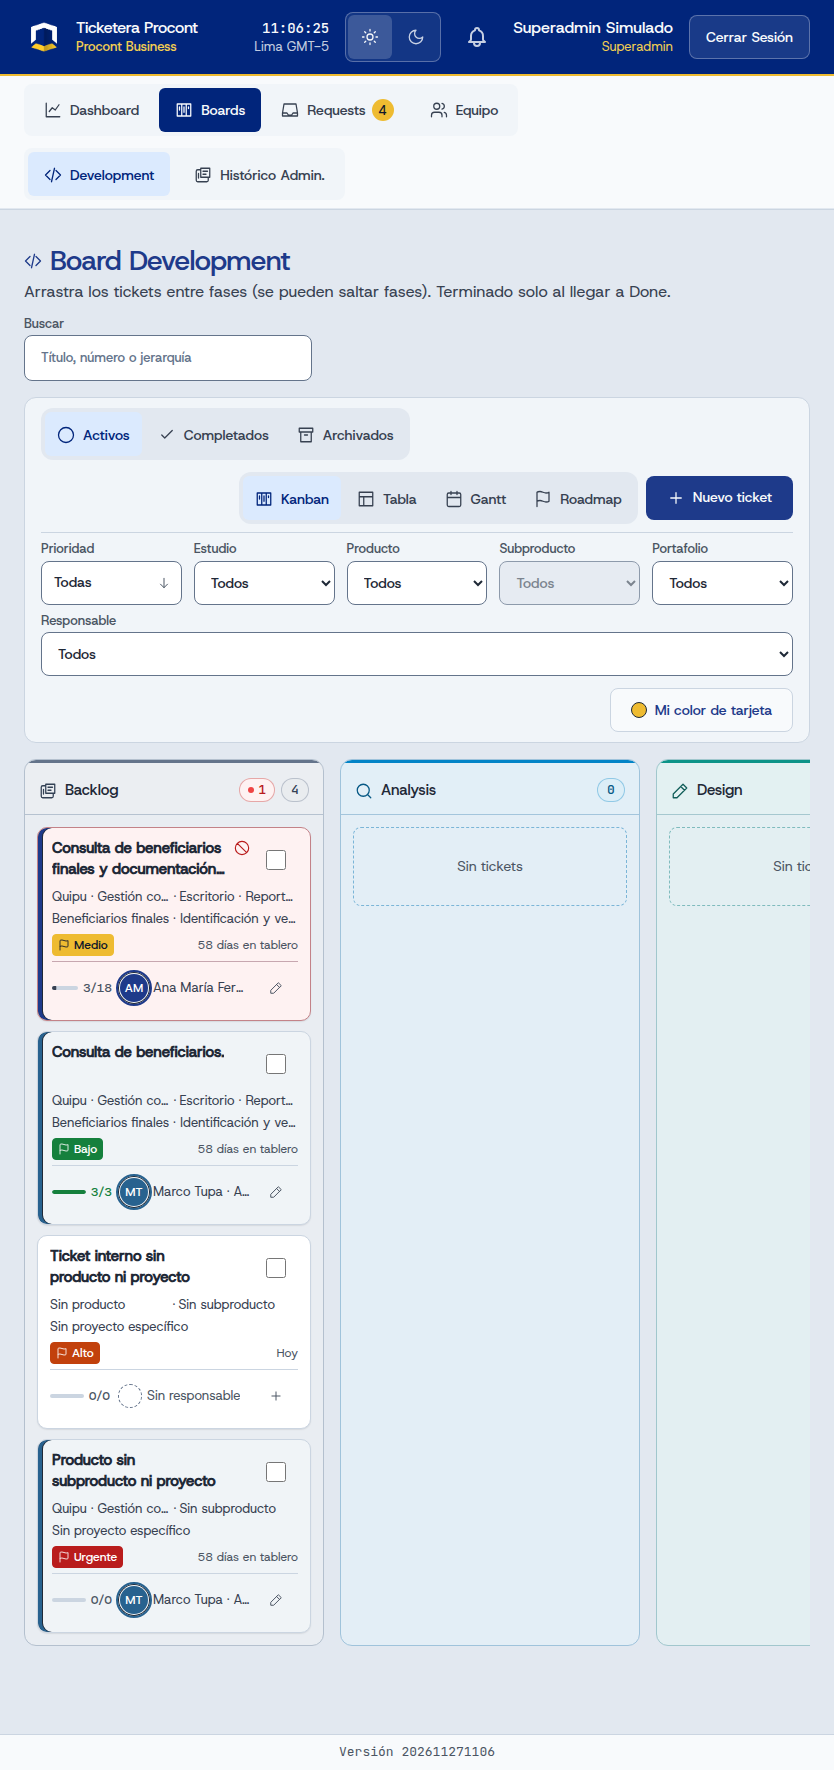 Ticketera Procont
Procont Business
11:06:25
Lima GMT-5
Superadmin Simulado
Superadmin
Cerrar Sesión
Dashboard
Boards
Requests 4
Equipo
Development
Histórico Admin.
Board Development
Arrastra los tickets entre fases (se pueden saltar fases). Terminado solo al llegar a Done.
Buscar
Título, número o jerarquía
Activos
Completados
Archivados
Kanban
Tabla
Gantt
Roadmap
Nuevo ticket
Prioridad
Estudio
Producto
Subproducto
Portafolio
Todas
Todos
Todos
Todos
Todos
Responsable
Todos
Mi color de tarjeta
Backlog
1
4
Analysis
0
Design
Consulta de beneficiarios
finales y documentación…
Quipu · Gestión co… · Escritorio · Report…
Beneficiarios finales · Identificación y ve…
Medio
58 días en tablero
3/18
AM
Ana María Fer…
Consulta de beneficiarios.
Quipu · Gestión co… · Escritorio · Report…
Beneficiarios finales · Identificación y ve…
Bajo
58 días en tablero
3/3
MT
Marco Tupa · A…
Ticket interno sin
producto ni proyecto
Sin producto · Sin subproducto
Sin proyecto específico
Alto
Hoy
0/0
Sin responsable
Producto sin
subproducto ni proyecto
Quipu · Gestión co… · Sin subproducto
Sin proyecto específico
Urgente
58 días en tablero
0/0
MT
Marco Tupa · A…
Sin tickets
Sin tic
Versión 202611271106